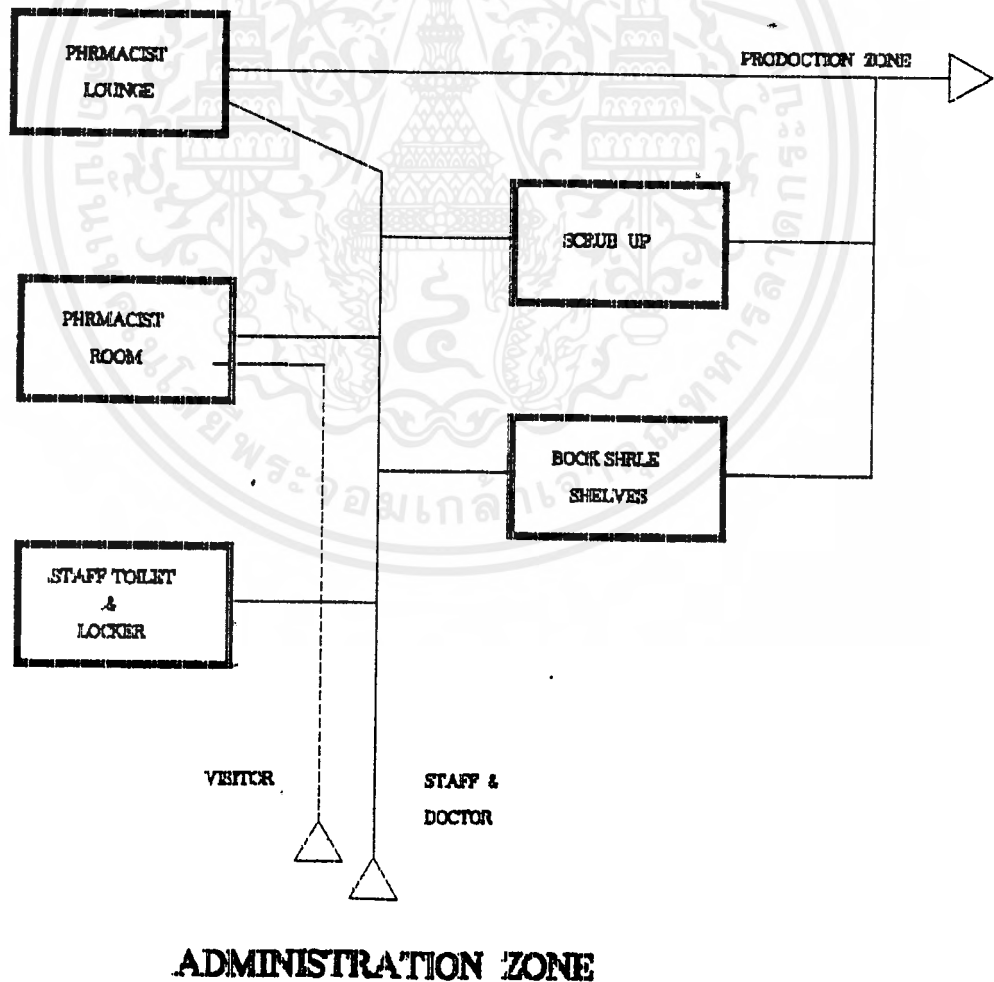 PHRMACIST
LOUNGE
PRODOCTION ZONE
SCRUB UP
PHRMACIST
ROOM
BOOK SHRLE
SHELVES
STAFF TOILET
&
LOCKER
VISITOR
STAFF &
DOCTOR
ADMINISTRATION ZONE